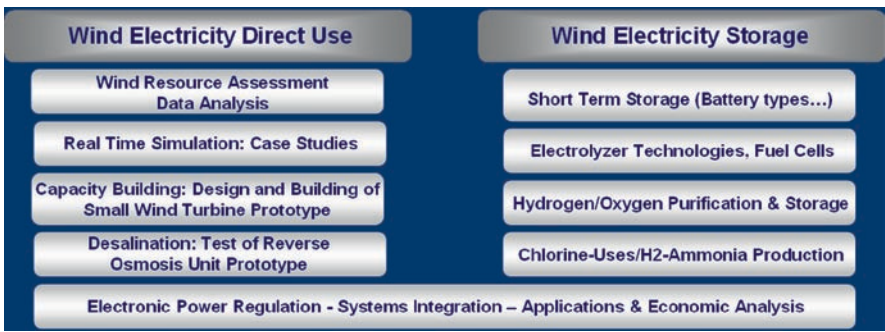 Wind Electricity Direct Use
Wind Resource Assessment
Data Analysis
Real Time Simulation: Case Studies
Capacity Building: Design and Building of
Small Wind Turbine Prototype
Desalination: Test of Reverse
Osmosis Unit Prototype
Wind Electricity Storage
Short Term Storage (Battery types...)
Electrolyzer Technologies, Fuel Cells
Hydrogen/Oxygen Purification & Storage
Chlorine-Uses/H2-Ammonia Production
Electronic Power Regulation - Systems Integration – Applications & Economic Analysis